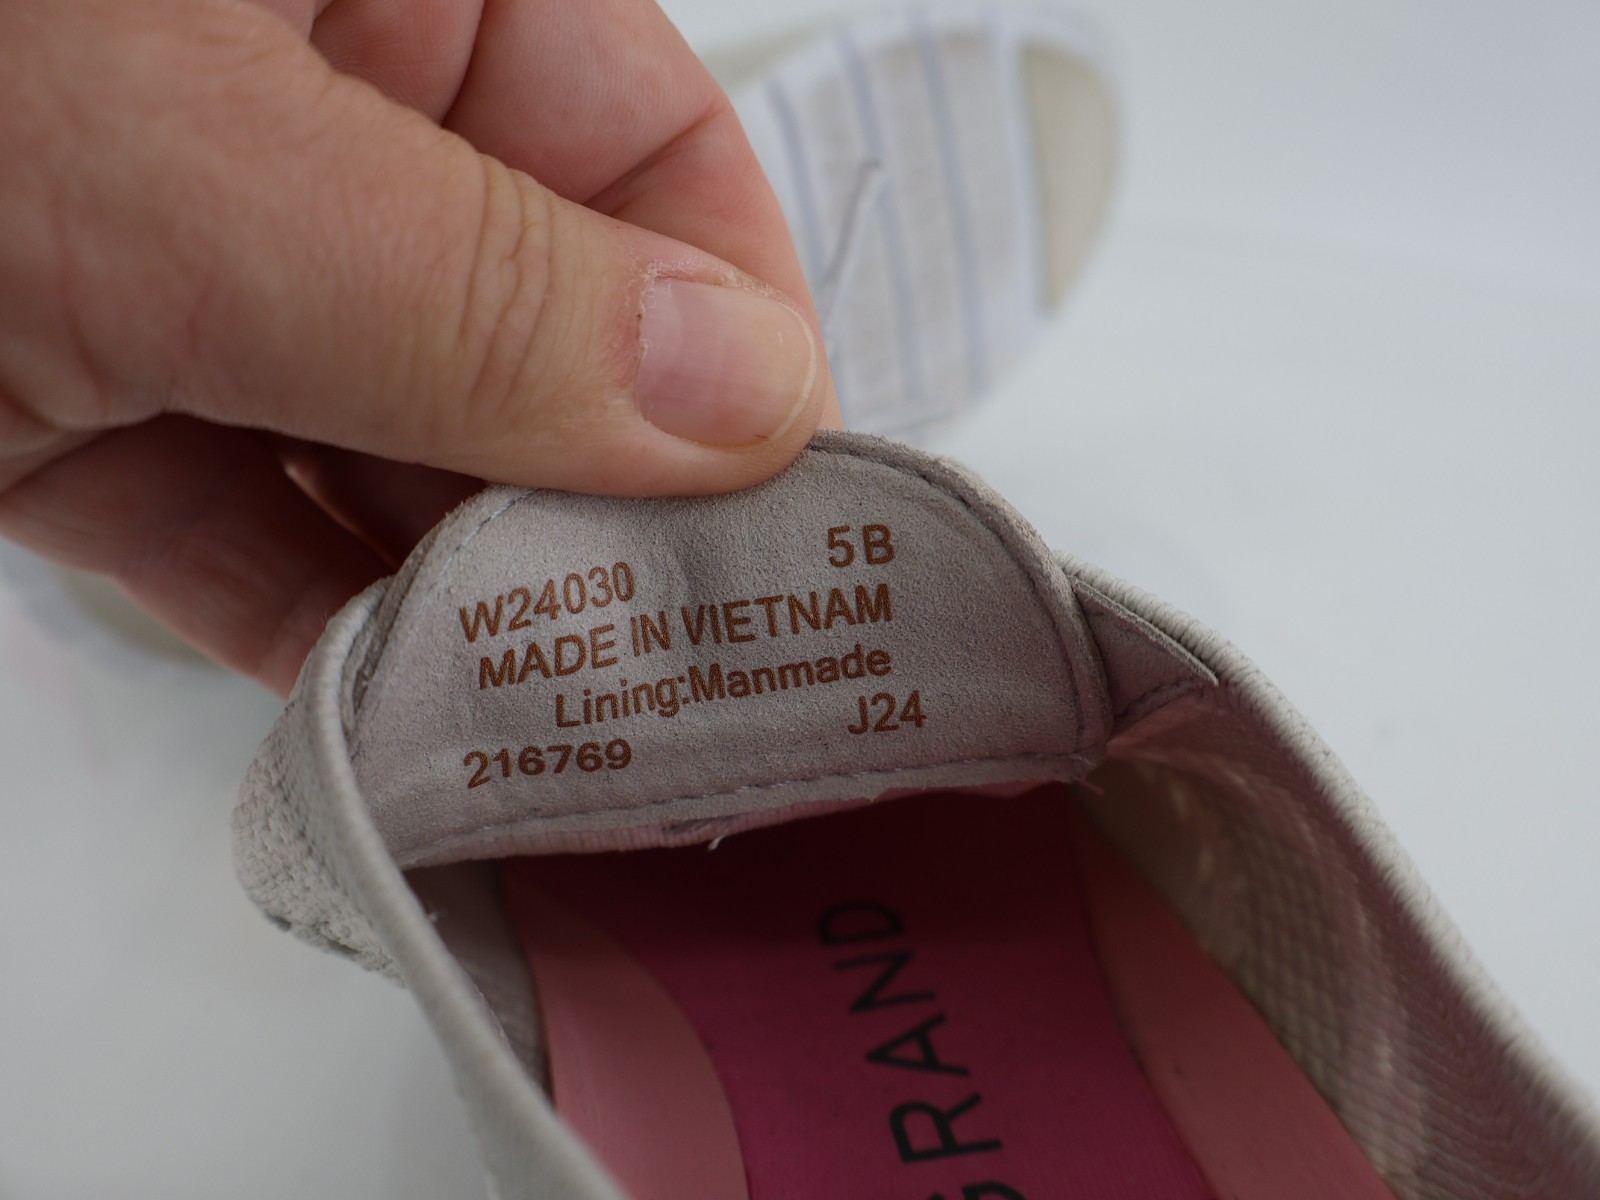 W24030 5B
MADE IN VIETNAM
Lining:Manmade
216769 J24
GRAND